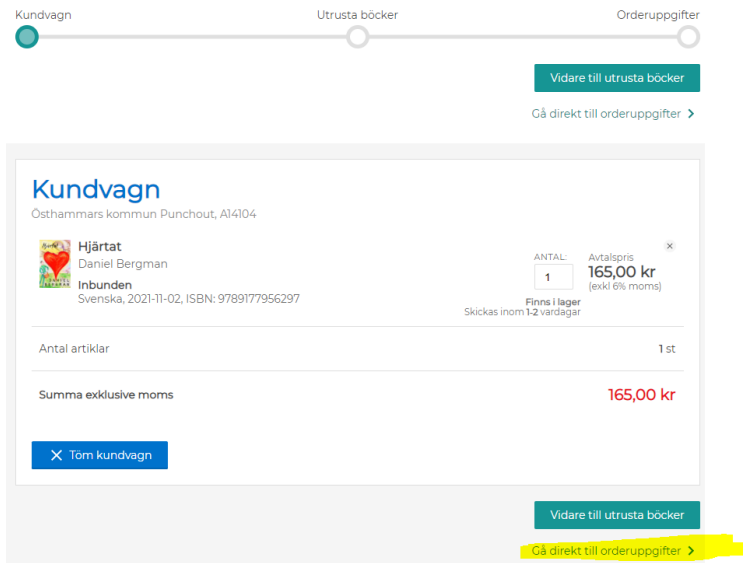 Kundvagn Utrusta böcker Orderuppgifter
Vidare till utrusta böcker
Gå direkt till orderuppgifter
Kundvagn
Östhammars kommun Punchout, A14104
Hjärtat
Daniel Bergman
Inbunden
Svenska, 2021-11-02, ISBN: 9789177956297
ANTAL:
1
Finns i lager
Skickas inom 1-2 vardagar
Avtalspris
165,00 kr
(exkl 6% moms)
Antal artiklar 1 st
Summa exklusive moms 165,00 kr
Töm kundvagn
Vidare till utrusta böcker
Gå direkt till orderuppgifter